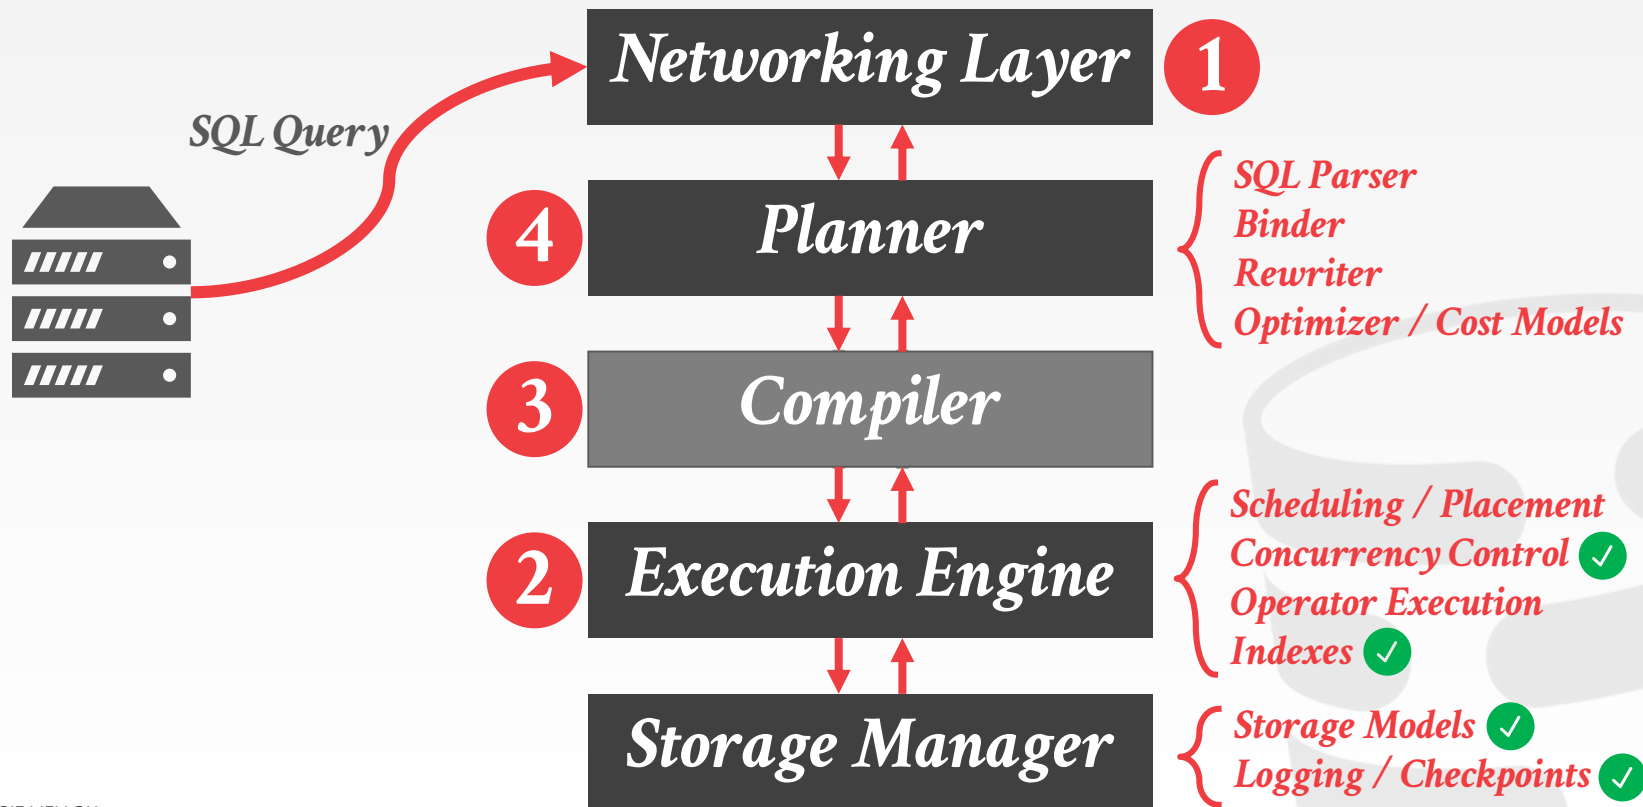 Networking Layer
1
SQL Query
SQL Parser
4
Planner
Binder
Rewriter
Optimizer / Cost Models
3
Compiler
Scheduling / Placement
Concurrency Control
2
Execution Engine
Operator Execution
Indexes
Storage Manager
Storage Models
Logging / Checkpoints